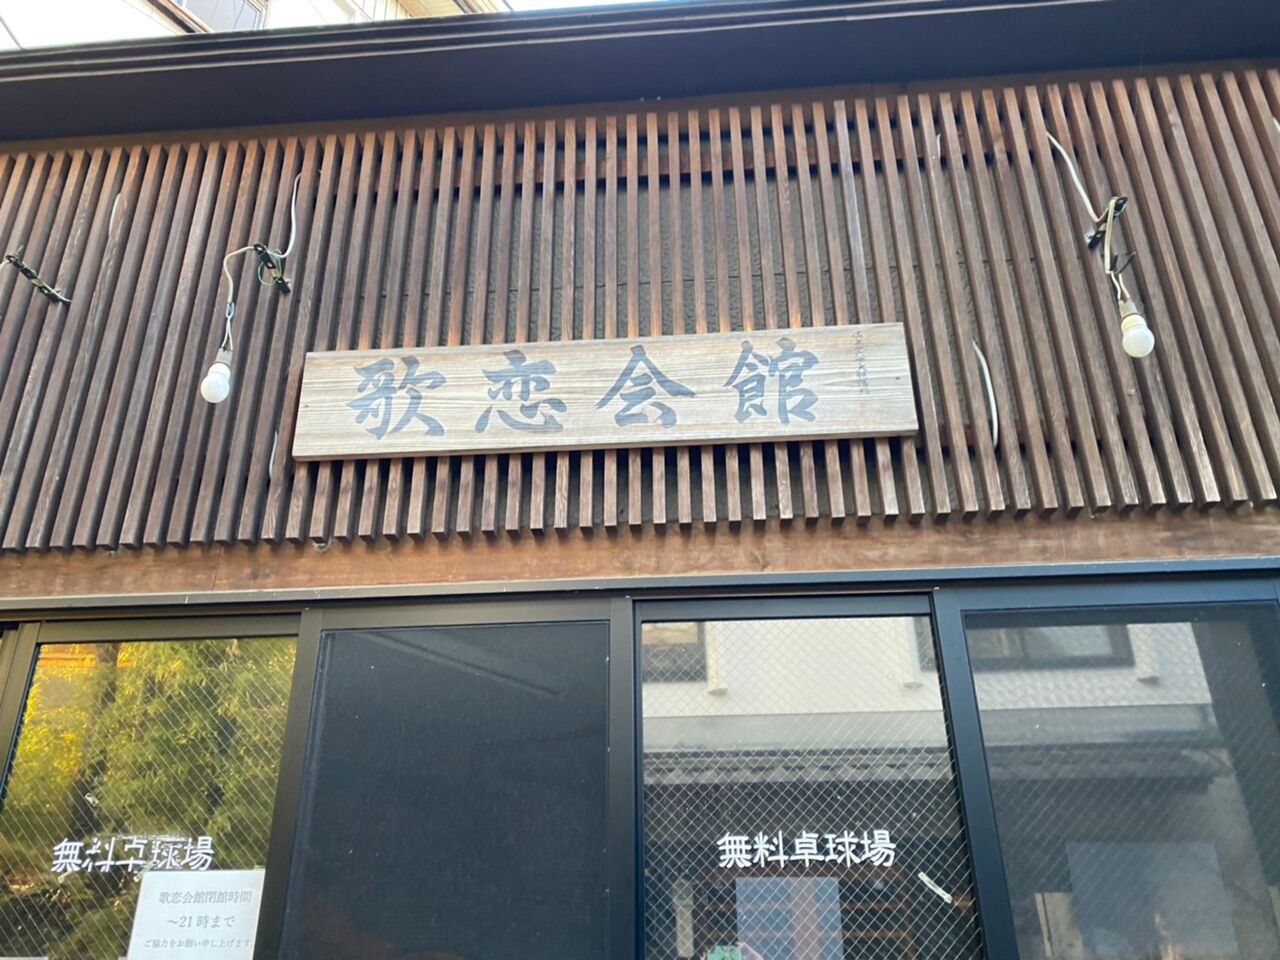 歌恋会館
無料卓球場
無料卓球場
歌恋会館閉館時間
～21時まで
ご協力をお願い申し上げます。